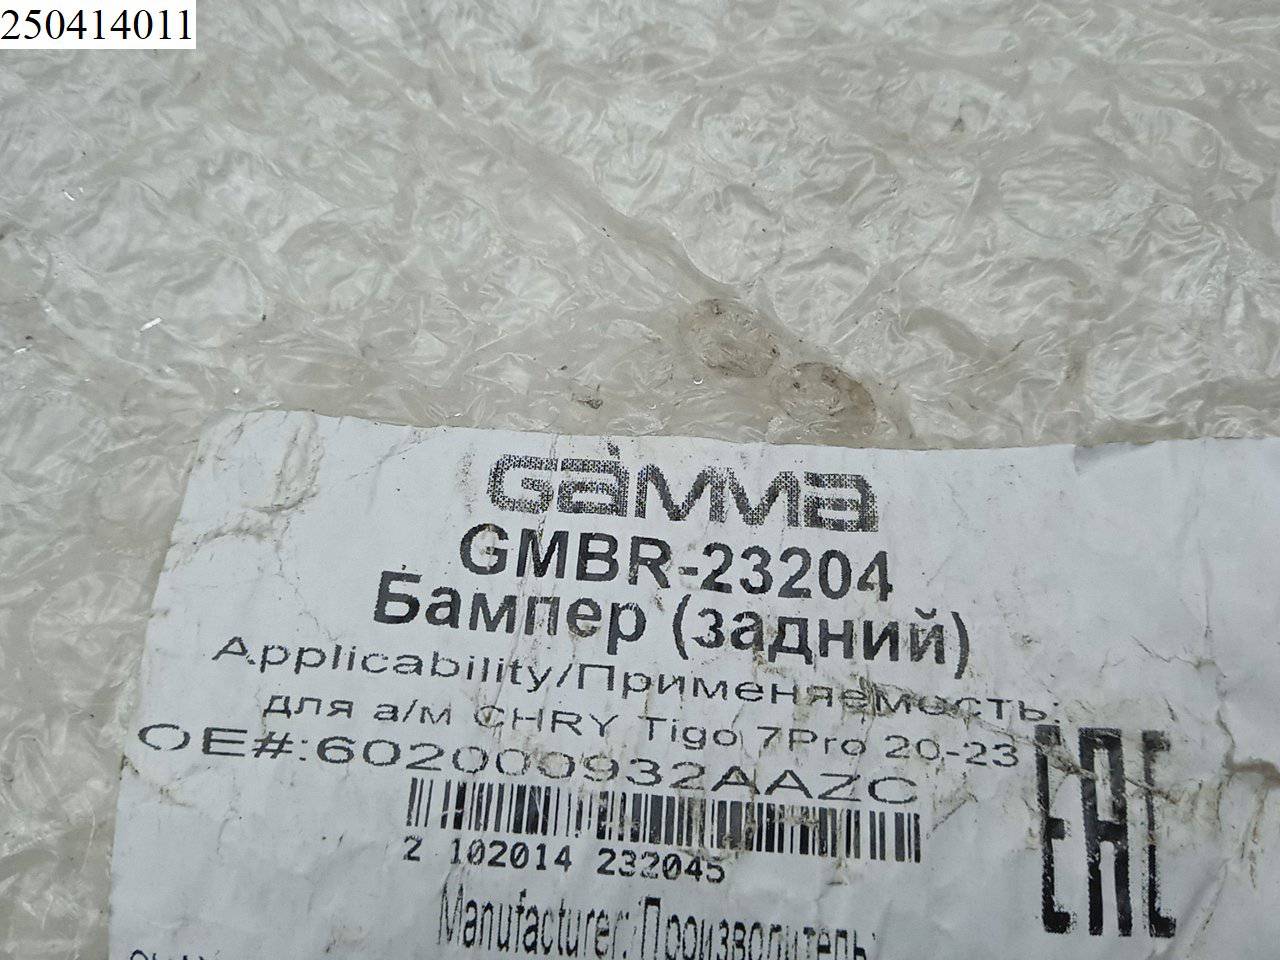 250414011
GAMMA
GMBR-23204
Бампер (задний)
Applicability/Применяемость:
для а/м CHRY Tigo 7Pro 20-23
OE#:602000932AAZC
EAC
2 102014 232045
Manufacturer:/Производитель: